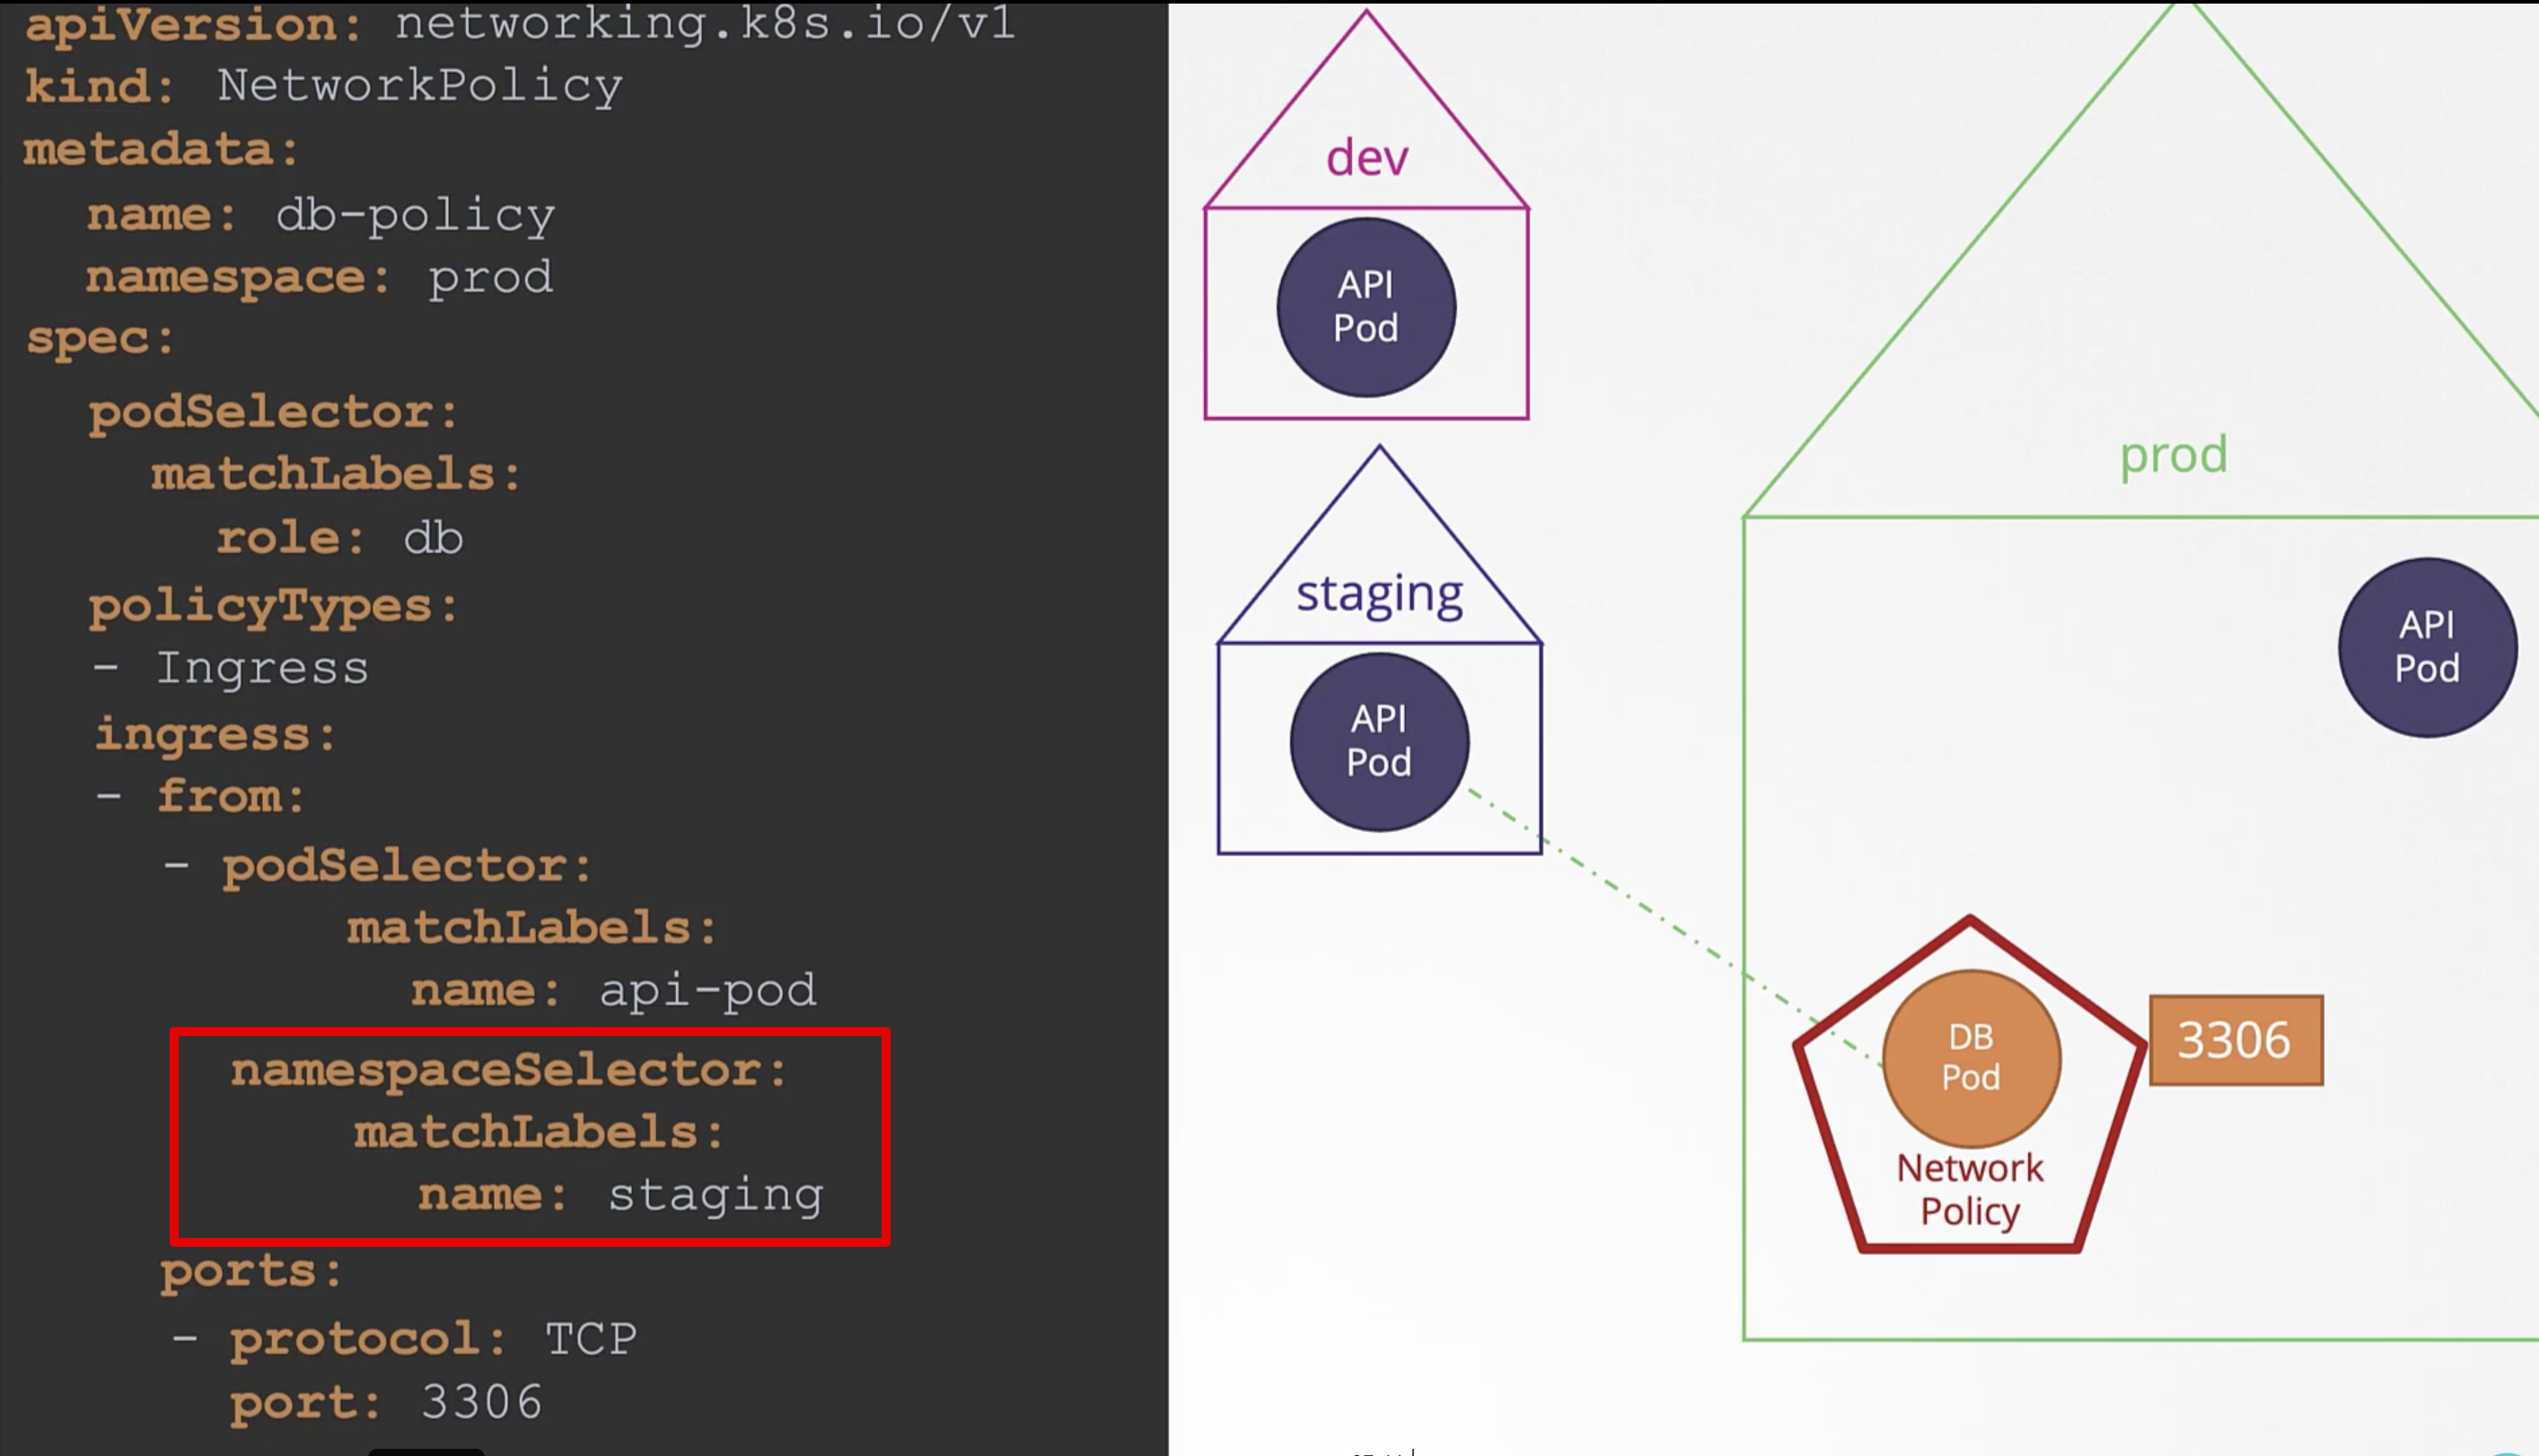 apiVersion: networking.k8s.io/v1
kind: NetworkPolicy
metadata:
name: db-policy
namespace: prod
spec:
podSelector:
matchLabels:
role: db
policyTypes:
- Ingress
ingress:
- from:
- podSelector:
matchLabels:
name: api-pod
namespaceSelector:
matchLabels:
name: staging
ports:
- protocol: TCP
port: 3306
dev
API
Pod
staging
API
Pod
prod
API
Pod
DB
Pod
Network
Policy
3306